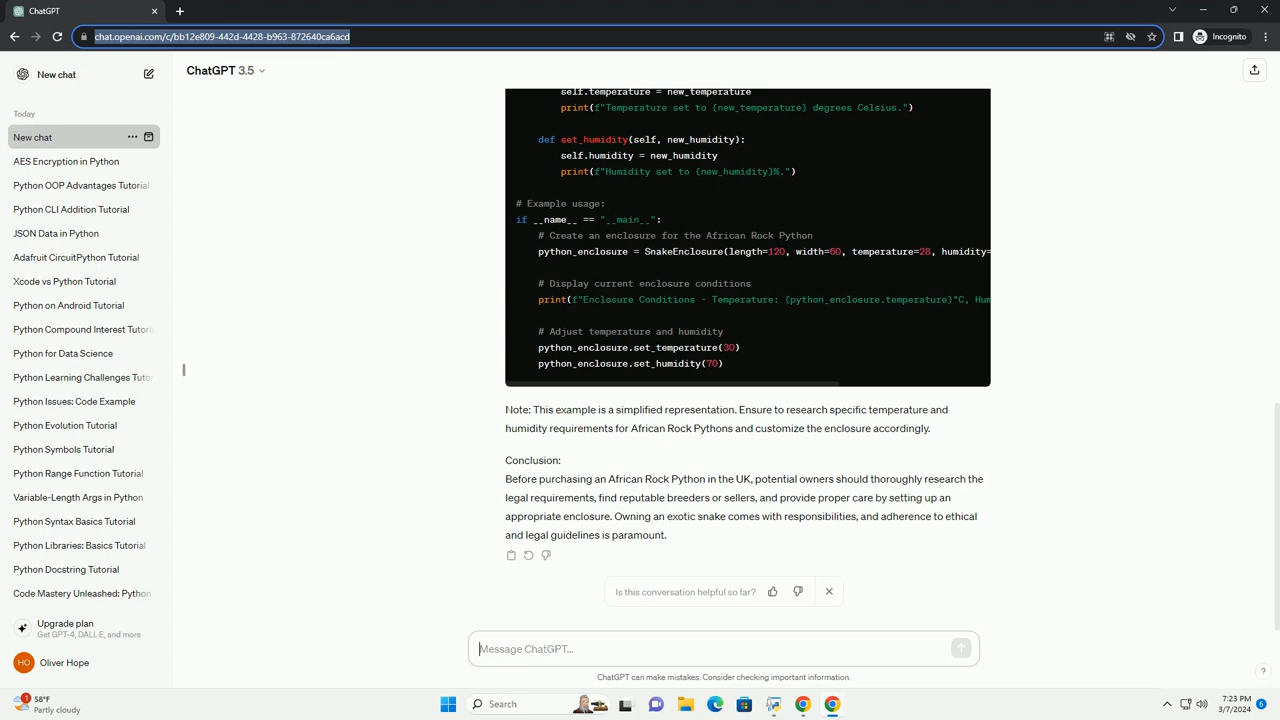 ChatGPT
chat.openai.com/c/bb12e809-442d-4428-b963-872640ca6acd
Incognito
New chat
ChatGPT 3.5
Today
New chat
AES Encryption in Python
Python OOP Advantages Tutorial
Python CLI Addition Tutorial
JSON Data in Python
Adafruit CircuitPython Tutorial
Xcode vs Python Tutorial
Python on Android Tutorial
Python Compound Interest Tutoria
Python for Data Science
Python Learning Challenges Tutor
Python Issues: Code Example
Python Evolution Tutorial
Python Symbols Tutorial
Python Range Function Tutorial
Variable-Length Args in Python
Python Syntax Basics Tutorial
Python Libraries: Basics Tutorial
Python Docstring Tutorial
Code Mastery Unleashed: Python
Upgrade plan
Get GPT-4, DALL·E, and more
HO Oliver Hope
self.temperature = new_temperature
print(f"Temperature set to {new_temperature} degrees Celsius.")
def set_humidity(self, new_humidity):
self.humidity = new_humidity
print(f"Humidity set to {new_humidity}%.")
# Example usage:
if __name__ == "__main__":
# Create an enclosure for the African Rock Python
python_enclosure = SnakeEnclosure(length=120, width=60, temperature=28, humidity=
# Display current enclosure conditions
print(f"Enclosure Conditions - Temperature: {python_enclosure.temperature}°C, Hum
# Adjust temperature and humidity
python_enclosure.set_temperature(30)
python_enclosure.set_humidity(70)
Note: This example is a simplified representation. Ensure to research specific temperature and
humidity requirements for African Rock Pythons and customize the enclosure accordingly.
Conclusion:
Before purchasing an African Rock Python in the UK, potential owners should thoroughly research the
legal requirements, find reputable breeders or sellers, and provide proper care by setting up an
appropriate enclosure. Owning an exotic snake comes with responsibilities, and adherence to ethical
and legal guidelines is paramount.
Is this conversation helpful so far?
Message ChatGPT...
ChatGPT can make mistakes. Consider checking important information.
?
1
58°F
Partly cloudy
Search
7:23 PM
3/7/2024
6